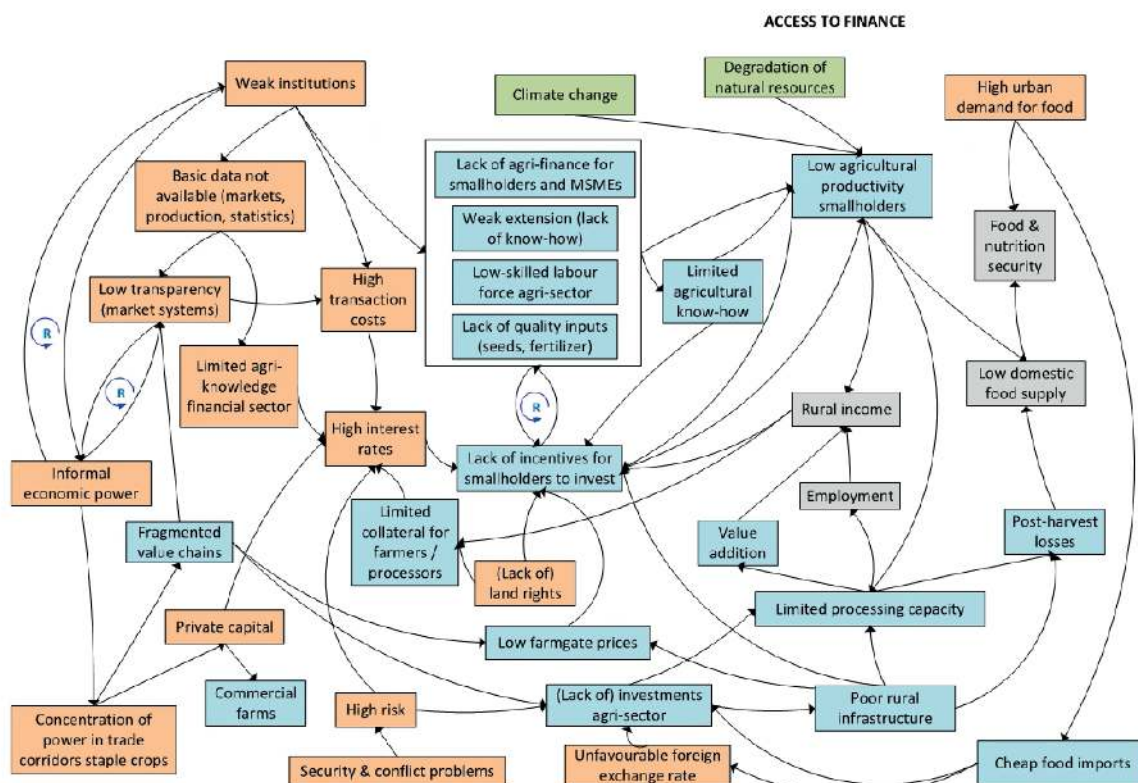 ACCESS TO FINANCE
Weak institutions
Climate change
Degradation of
natural resources
High urban
demand for food
Basic data not
available (markets,
production, statistics)
Lack of agri-finance for
smallholders and MSMEs
Weak extension (lack
of know-how)
Low-skilled labour
force agri-sector
Lack of quality inputs
(seeds, fertilizer)
Low agricultural
productivity
smallholders
Food &
nutrition
security
Low transparency
(market systems)
High
transaction
costs
Limited
agricultural
know-how
R
R
R
Limited agri-
knowledge
financial sector
High interest
rates
Lack of incentives for
smallholders to invest
Rural income
Low domestic
food supply
Informal
economic power
Fragmented
value chains
Limited
collateral for
farmers /
processors
(Lack of)
land rights
Employment
Value
addition
Post-harvest
losses
Private capital
Low farmgate prices
Limited processing capacity
Commercial
farms
High risk
(Lack of) investments
agri-sector
Poor rural
infrastructure
Concentration of
power in trade
corridors staple crops
Security & conflict problems
Unfavourable foreign
exchange rate
Cheap food imports